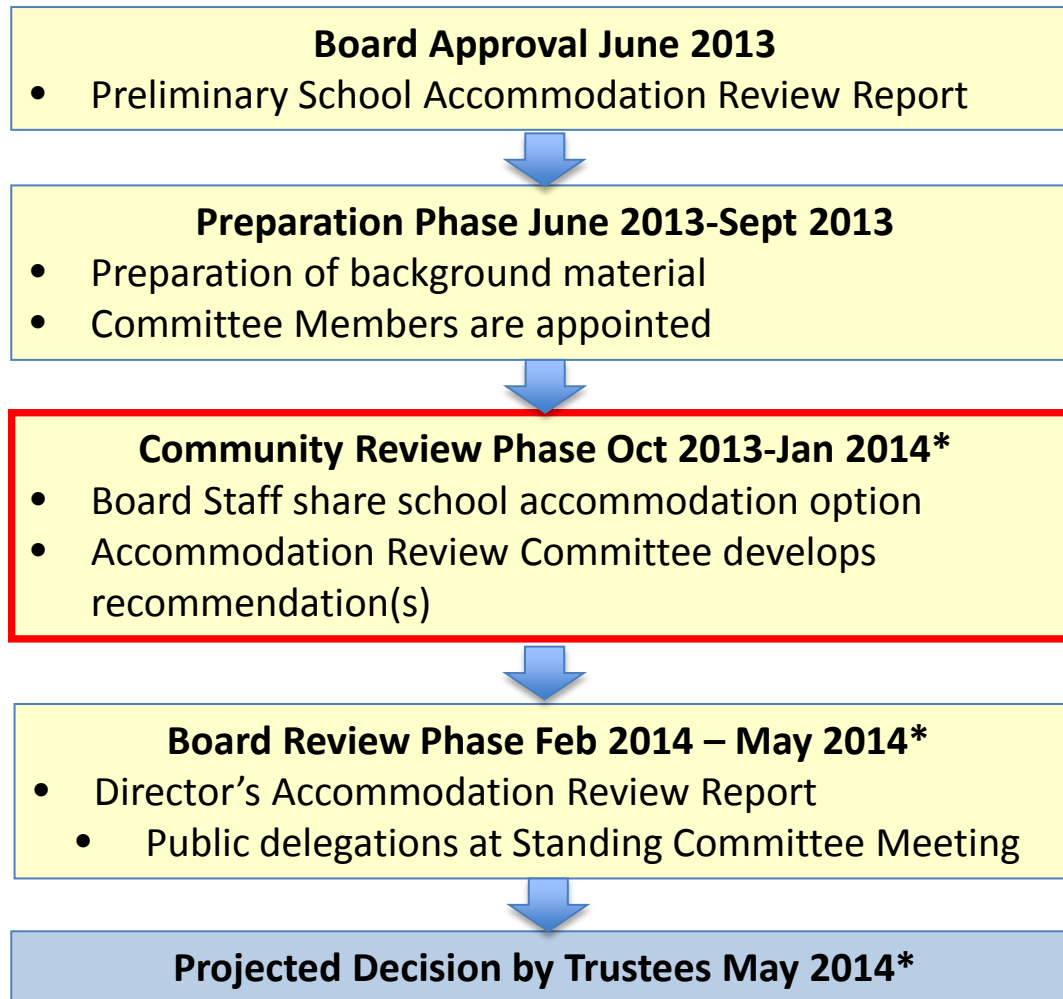 Board Approval June 2013
• Preliminary School Accommodation Review Report
Preparation Phase June 2013-Sept 2013
• Preparation of background material
• Committee Members are appointed
Community Review Phase Oct 2013-Jan 2014*
• Board Staff share school accommodation option
• Accommodation Review Committee develops
recommendation(s)
Board Review Phase Feb 2014 – May 2014*
• Director’s Accommodation Review Report
• Public delegations at Standing Committee Meeting
Projected Decision by Trustees May 2014*